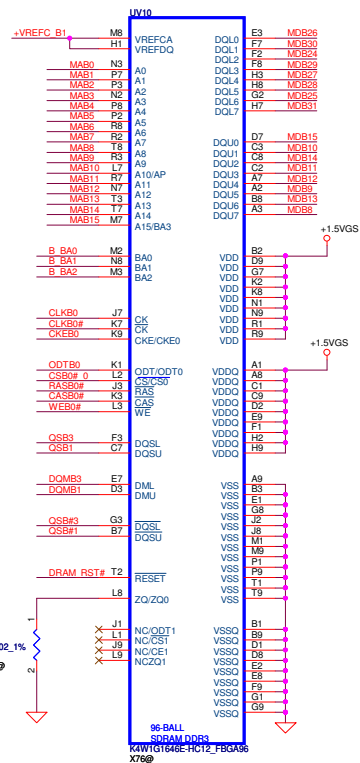 UV10
+VREFC_B1 M8 VREFCA E3 DQL0 MDB26
H1 VREFDQ F7 DQL1 MDB30
F2 DQL2 MDB24
MAB0 N3 A0 F8 DQL3 MDB29
MAB1 P7 A1 H3 DQL4 MDB27
MAB2 P3 A2 H8 DQL5 MDB28
MAB3 N2 A3 G2 DQL6 MDB25
MAB4 P8 A4 H7 DQL7 MDB31
MAB5 P2 A5
MAB6 R8 A6
MAB7 R2 A7 D7 DQU0 MDB15
MAB8 T8 A8 C3 DQU1 MDB10
MAB9 R3 A9 C8 DQU2 MDB14
MAB10 L7 A10/AP C2 DQU3 MDB11
MAB11 R7 A11 A7 DQU4 MDB12
MAB12 N7 A12 A2 DQU5 MDB9
MAB13 T3 A13 B8 DQU6 MDB13
MAB14 T7 A14 A3 DQU7 MDB8
MAB15 M7 A15/BA3
+1.5VGS
B_BA0 M2 BA0 B2 VDD
B_BA1 N8 BA1 D9 VDD
B_BA2 M3 BA2 G7 VDD
K2 VDD
K8 VDD
N1 VDD
CLKB0 J7 CK N9 VDD
CLKB0# K7 CK R1 VDD
CKEB0 K9 CKE/CKE0 R9 VDD
+1.5VGS
ODTB0 K1 ODT/ODT0 A1 VDDQ
CSB0#_0 L2 CS/CS0 A8 VDDQ
RASB0# J3 RAS C1 VDDQ
CASB0# K3 CAS C9 VDDQ
WEB0# L3 WE D2 VDDQ
E9 VDDQ
F1 VDDQ
QSB3 F3 DQSL H2 VDDQ
QSB1 C7 DQSU H9 VDDQ
DQMB3 E7 DML A9 VSS
DQMB1 D3 DMU B3 VSS
E1 VSS
G8 VSS
QSB#3 G3 DQSL J2 VSS
QSB#1 B7 DQSU J8 VSS
M1 VSS
M9 VSS
P1 VSS
DRAM_RST# T2 RESET P9 VSS
T1 VSS
L8 ZQ/ZQ0 T9 VSS
1
J1 NC/ODT1 B1 VSSQ
L1 NC/CS1 B9 VSSQ
J9 NC/CE1 D1 VSSQ
L9 NCZQ1 D8 VSSQ
02_1% E2 VSSQ
E8 VSSQ
@ 2 F9 VSSQ
G1 VSSQ
G9 VSSQ
96-BALL
SDRAM DDR3
K4W1G1646E-HC12_FBGA96
X76@